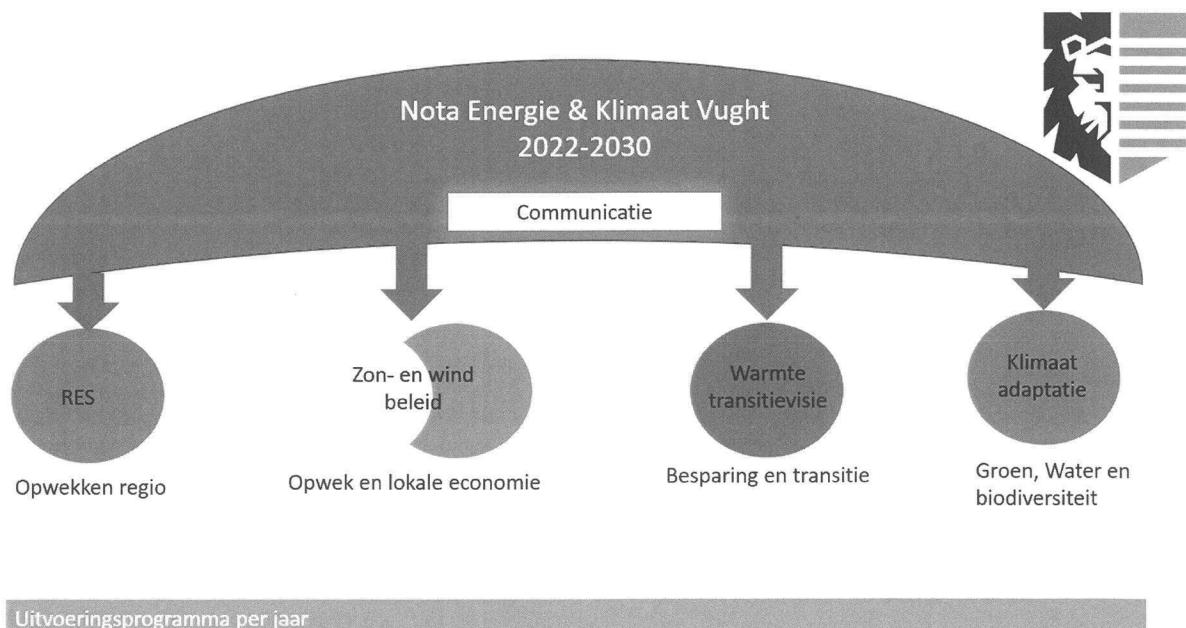 Nota Energie & Klimaat Vught
2022-2030
Communicatie
RES
Zon- en wind
beleid
Warmte
transitievisie
Klimaat
adaptatie
Opwekken regio
Opwek en lokale economie
Besparing en transitie
Groen, Water en
biodiversiteit
Uitvoeringsprogramma per jaar